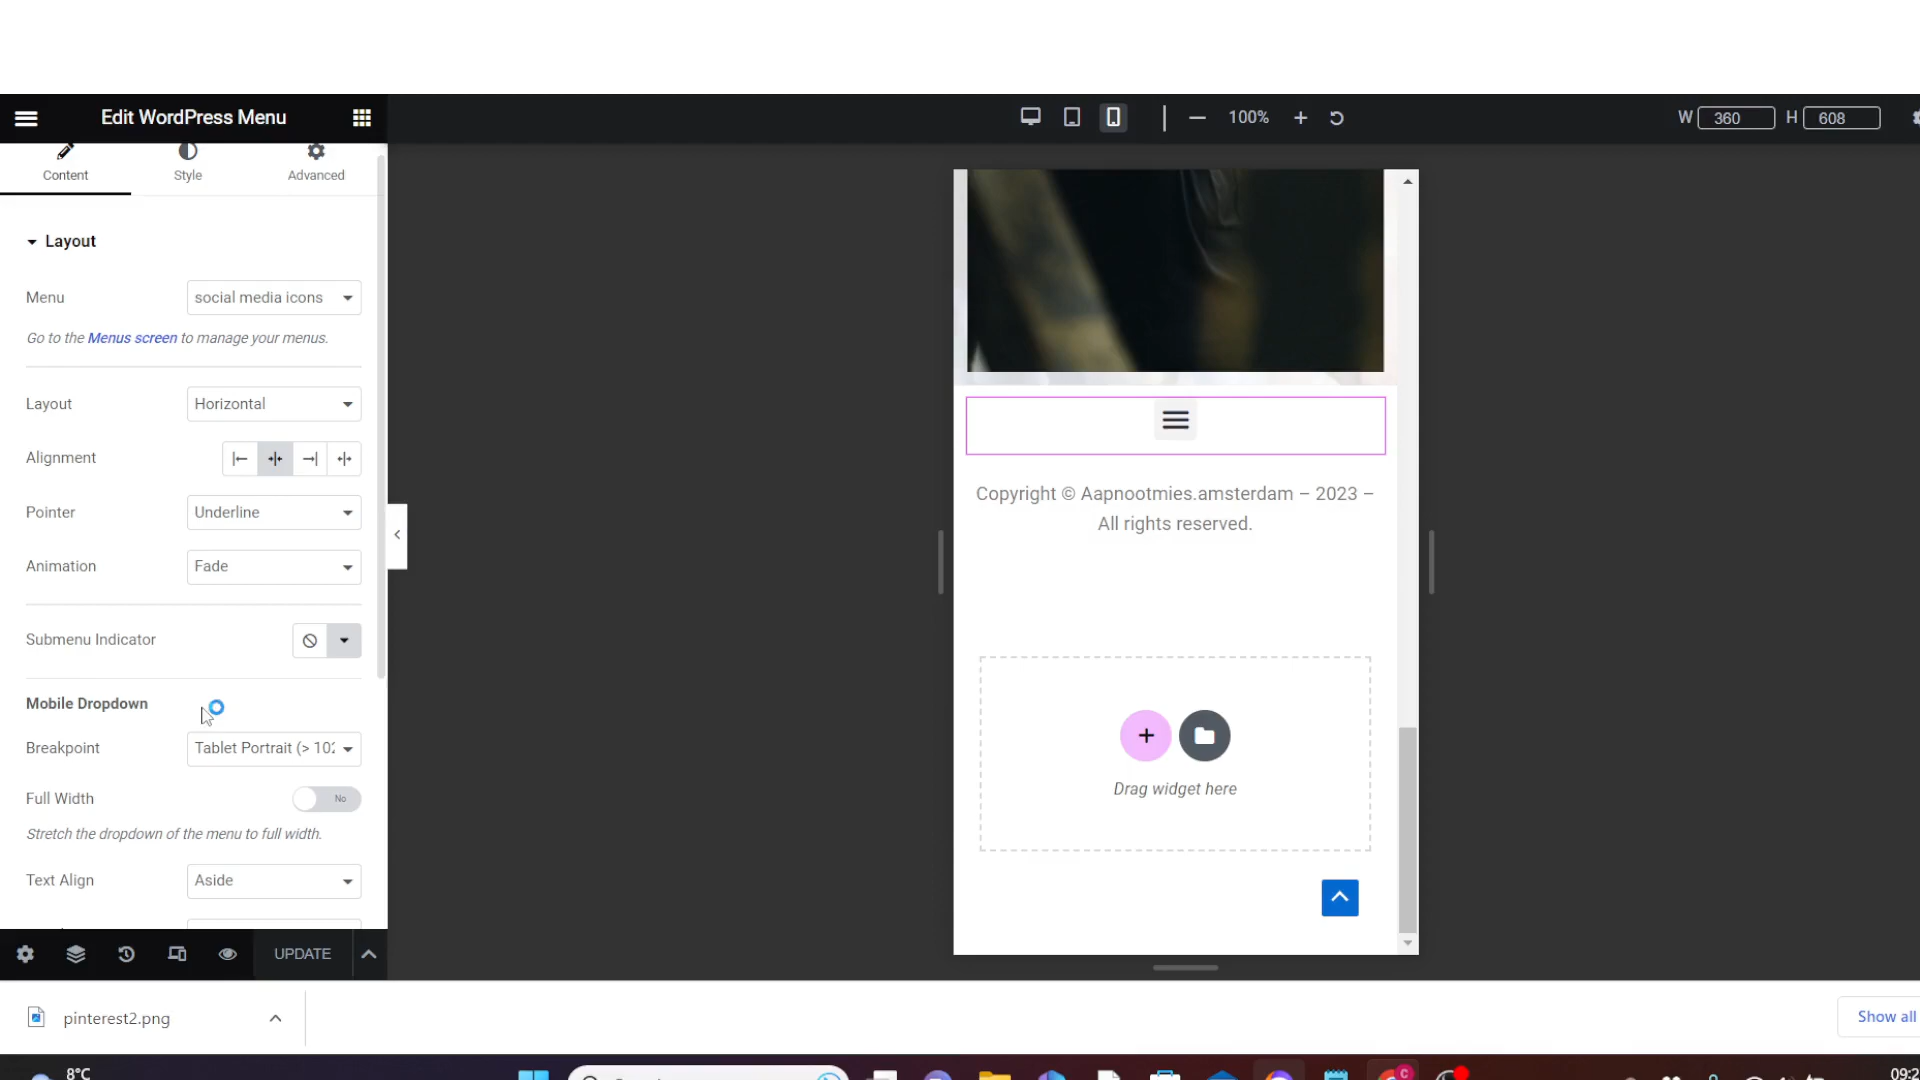 Edit WordPress Menu
100%
W 360 H 608
Content Style Advanced
Layout
Menu social media icons
Go to the Menus screen to manage your menus.
Layout Horizontal
Alignment
Pointer Underline
Animation Fade
Submenu Indicator
Mobile Dropdown
Breakpoint Tablet Portrait (> 102
Full Width No
Stretch the dropdown of the menu to full width.
Text Align Aside
UPDATE
Copyright © Aapnootmies.amsterdam – 2023 –
All rights reserved.
Drag widget here
pinterest2.png
Show all
8°C
C
09:2